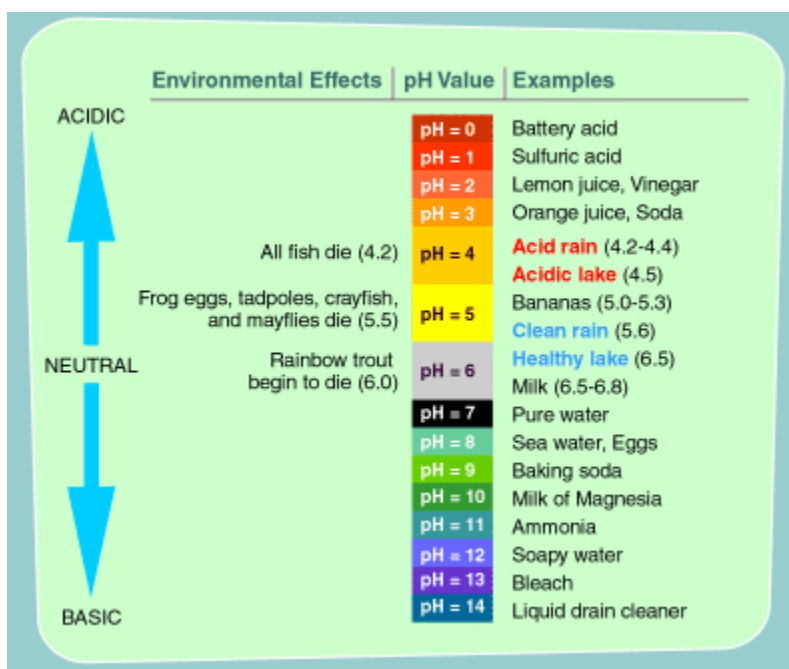 Environmental Effects pH Value Examples
ACIDIC
pH = 0 Battery acid
pH = 1 Sulfuric acid
pH = 2 Lemon juice, Vinegar
pH = 3 Orange juice, Soda
All fish die (4.2) pH = 4 Acid rain (4.2-4.4)
Acidic lake (4.5)
Frog eggs, tadpoles, crayfish, Bananas (5.0-5.3)
and mayflies die (5.5) pH = 5 Clean rain (5.6)
NEUTRAL
Rainbow trout Healthy lake (6.5)
begin to die (6.0) pH = 6 Milk (6.5-6.8)
pH = 7 Pure water
pH = 8 Sea water, Eggs
pH = 9 Baking soda
pH = 10 Milk of Magnesia
pH = 11 Ammonia
pH = 12 Soapy water
pH = 13 Bleach
pH = 14 Liquid drain cleaner
BASIC